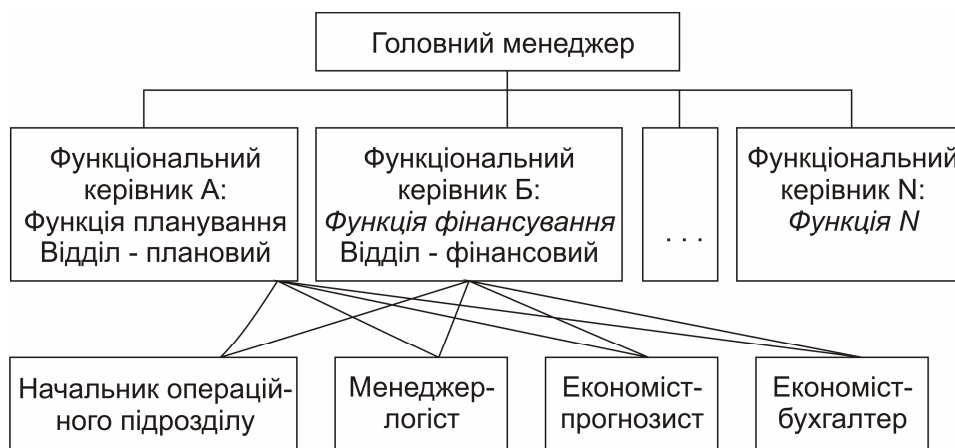 Головний менеджер
Функціональний
керівник А:
Функція планування
Відділ - плановий
Функціональний
керівник Б:
Функція фінансування
Відділ - фінансовий
. . .
Функціональний
керівник N:
Функція N
Начальник операцій-
ного підрозділу
Менеджер-
логіст
Економіст-
прогнозист
Економіст-
бухгалтер